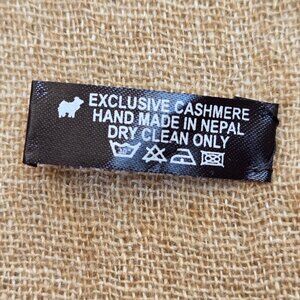 EXCLUSIVE CASHMERE
HAND MADE IN NEPAL
DRY CLEAN ONLY